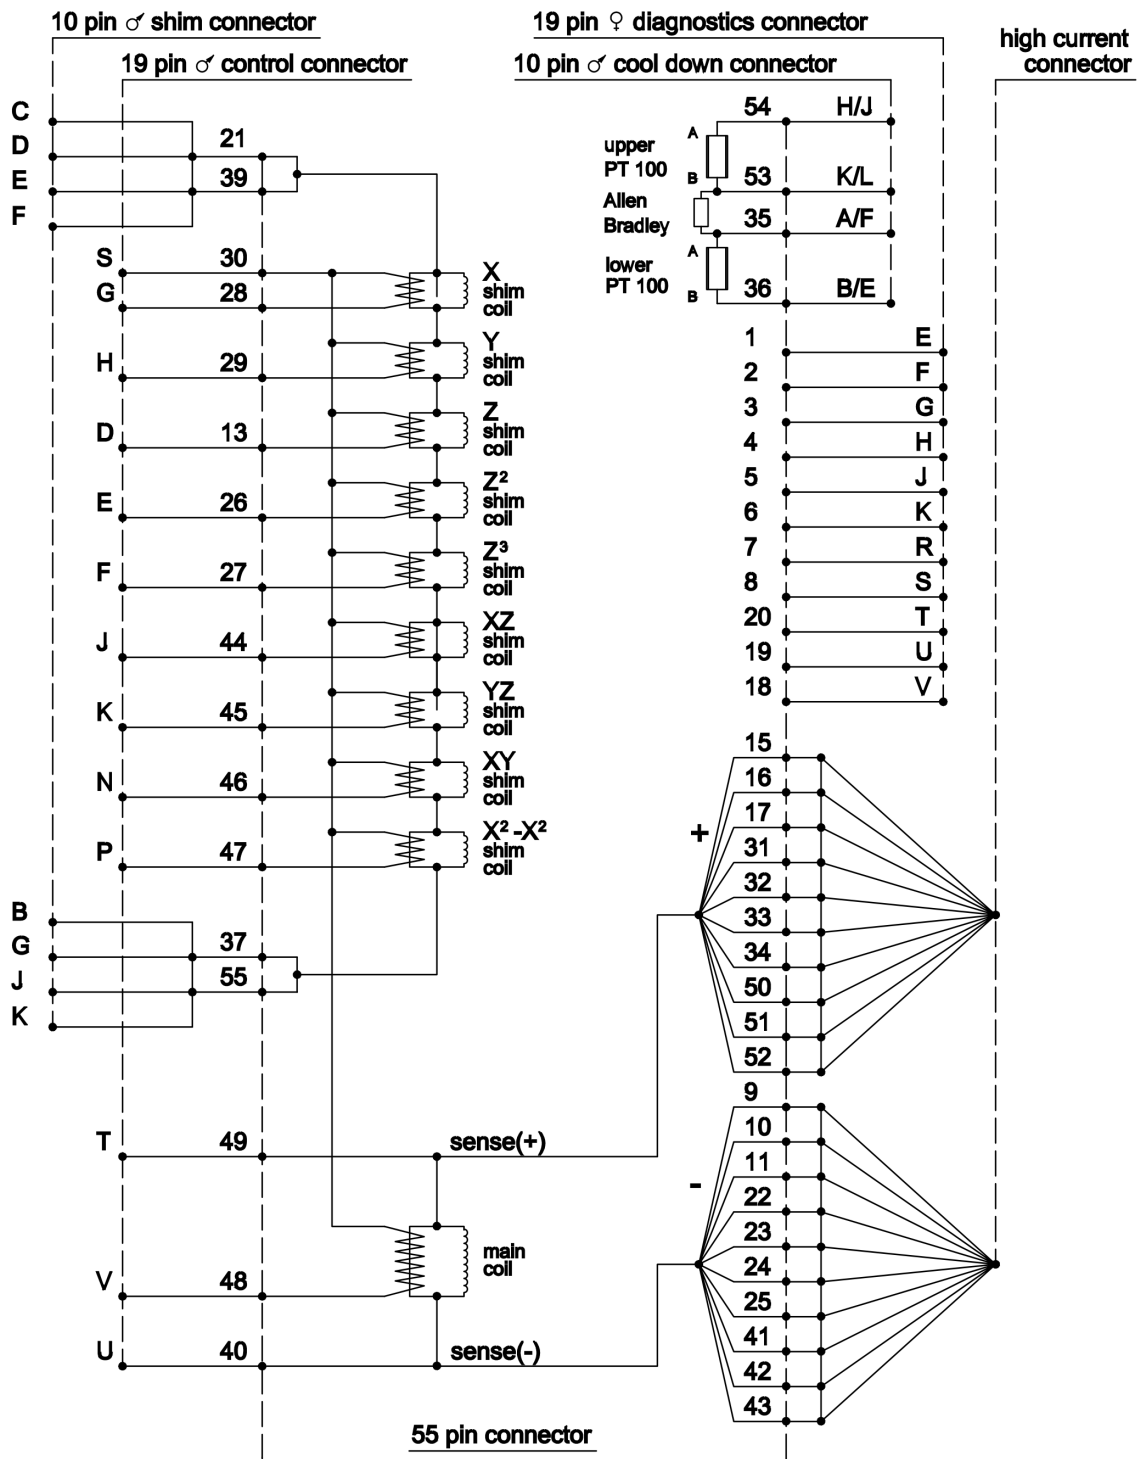 10 pin ♂ shim connector
19 pin ♀ diagnostics connector
high current
connector
19 pin ♂ control connector
10 pin ♂ cool down connector
C
D
E
F
21
39
S
G
30
28
X
shim
coil
H
29
Y
shim
coil
D
13
Z
shim
coil
E
26
Z²
shim
coil
F
27
Z³
shim
coil
J
44
XZ
shim
coil
K
45
YZ
shim
coil
N
46
XY
shim
coil
P
47
X² -X²
shim
coil
B
G
J
K
37
55
T
49
sense(+)
V
48
main
coil
U
40
sense(-)
55 pin connector
upper
PT 100
A
B
54
H/J
53
K/L
Allen
Bradley
35
A/F
lower
PT 100
A
B
36
B/E
1
E
2
F
3
G
4
H
5
J
6
K
7
R
8
S
20
T
19
U
18
V
+
15
16
17
31
32
33
34
50
51
52
-
9
10
11
22
23
24
25
41
42
43